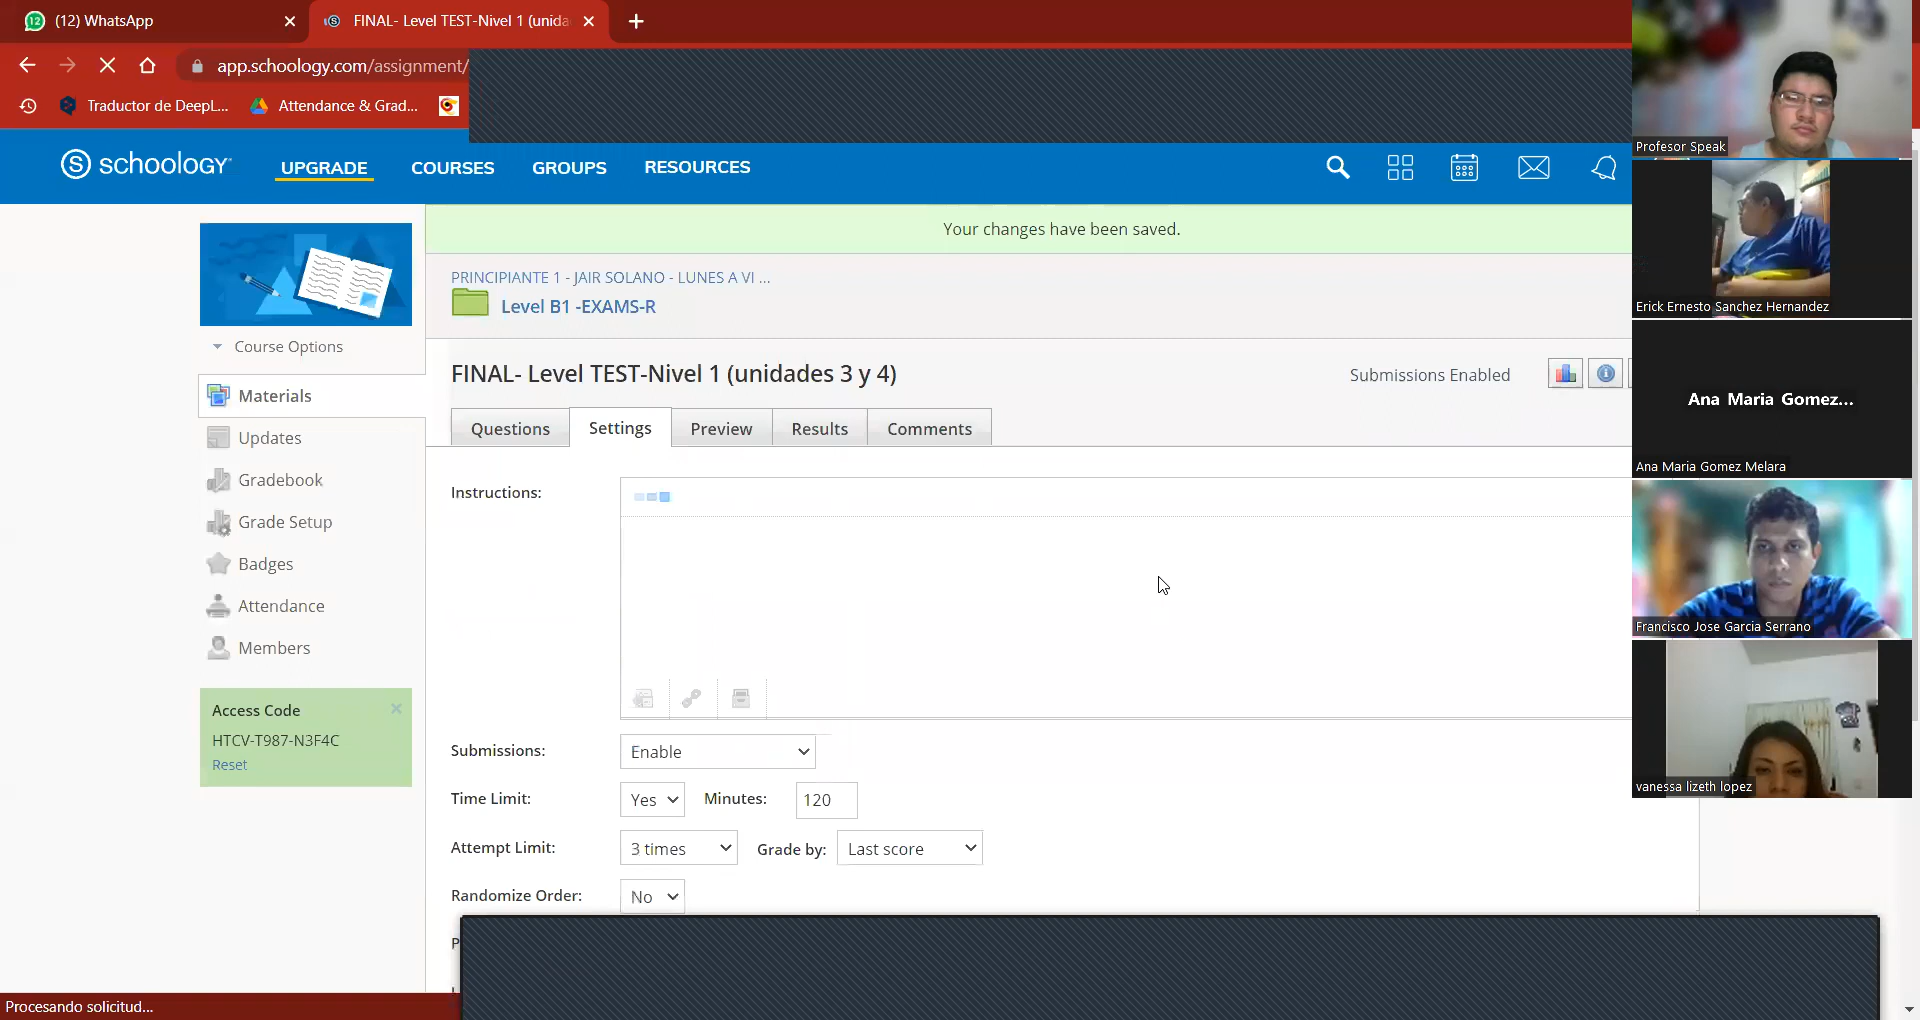 (12) WhatsApp
FINAL- Level TEST-Nivel 1 (unida
app.schoology.com/assignment/
Traductor de DeepL...
Attendance & Grad...
S schoology
UPGRADE
COURSES
GROUPS
RESOURCES
Your changes have been saved.
PRINCIPIANTE 1 - JAIR SOLANO - LUNES A VI ...
Level B1 -EXAMS-R
Course Options
FINAL- Level TEST-Nivel 1 (unidades 3 y 4)
Submissions Enabled
Materials
Updates
Gradebook
Grade Setup
Badges
Attendance
Members
Questions
Settings
Preview
Results
Comments
Instructions:
Access Code
HTCV-T987-N3F4C
Reset
Submissions:
Enable
Time Limit:
Yes
Minutes:
120
Attempt Limit:
3 times
Grade by:
Last score
Randomize Order:
No
P
Procesando solicitud...
Profesor Speak
Erick Ernesto Sanchez Hernandez
Ana Maria Gomez...
Ana Maria Gomez Melara
Francisco Jose Garcia Serrano
vanessa lizeth lopez